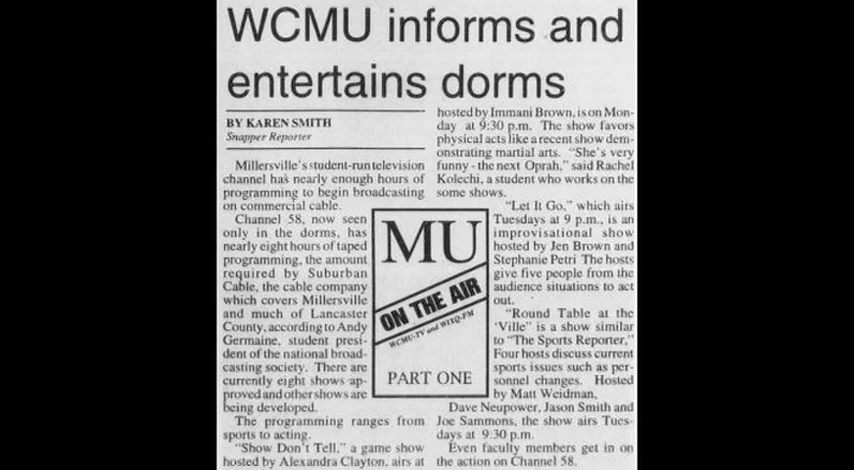 WCMU informs and
entertains dorms
BY KAREN SMITH
Snapper Reporter
Millersville's student-run television
channel has nearly enough hours of
programming to begin broadcasting
on commercial cable.
Channel 58, now seen
only in the dorms, has
nearly eight hours of taped
programming, the amount
required by Suburban
Cable, the cable company
which covers Millersville
and much of Lancaster
County, according to Andy
Germaine, student presi-
dent of the national broad-
casting society. There are
currently eight shows ap-
proved and other shows are
being developed.
The programming ranges from
sports to acting.
"Show Don't Tell," a game show
hosted by Alexandra Clayton, airs at
MU
ON THE AIR
WCMU-TV and WIXQ-FM
PART ONE
hosted by Immani Brown, is on Mon-
day at 9:30 p.m. The show favors
physical acts like a recent show dem-
onstrating martial arts. "She's very
funny - the next Oprah," said Rachel
Kolechi, a student who works on the
some shows.
"Let It Go," which airs
Tuesdays at 9 p.m., is an
improvisational show
hosted by Jen Brown and
Stephanie Petri The hosts
give five people from the
audience situations to act
out.
"Round Table at the
'Ville" is a show similar
to "The Sports Reporter,"
Four hosts discuss current
sports issues such as per-
sonnel changes. Hosted
by Matt Weidman,
Dave Neupower, Jason Smith and
Joe Sammons, the show airs Tues-
days at 9:30 p.m.
Even faculty members get in on
the action on Channel 58.